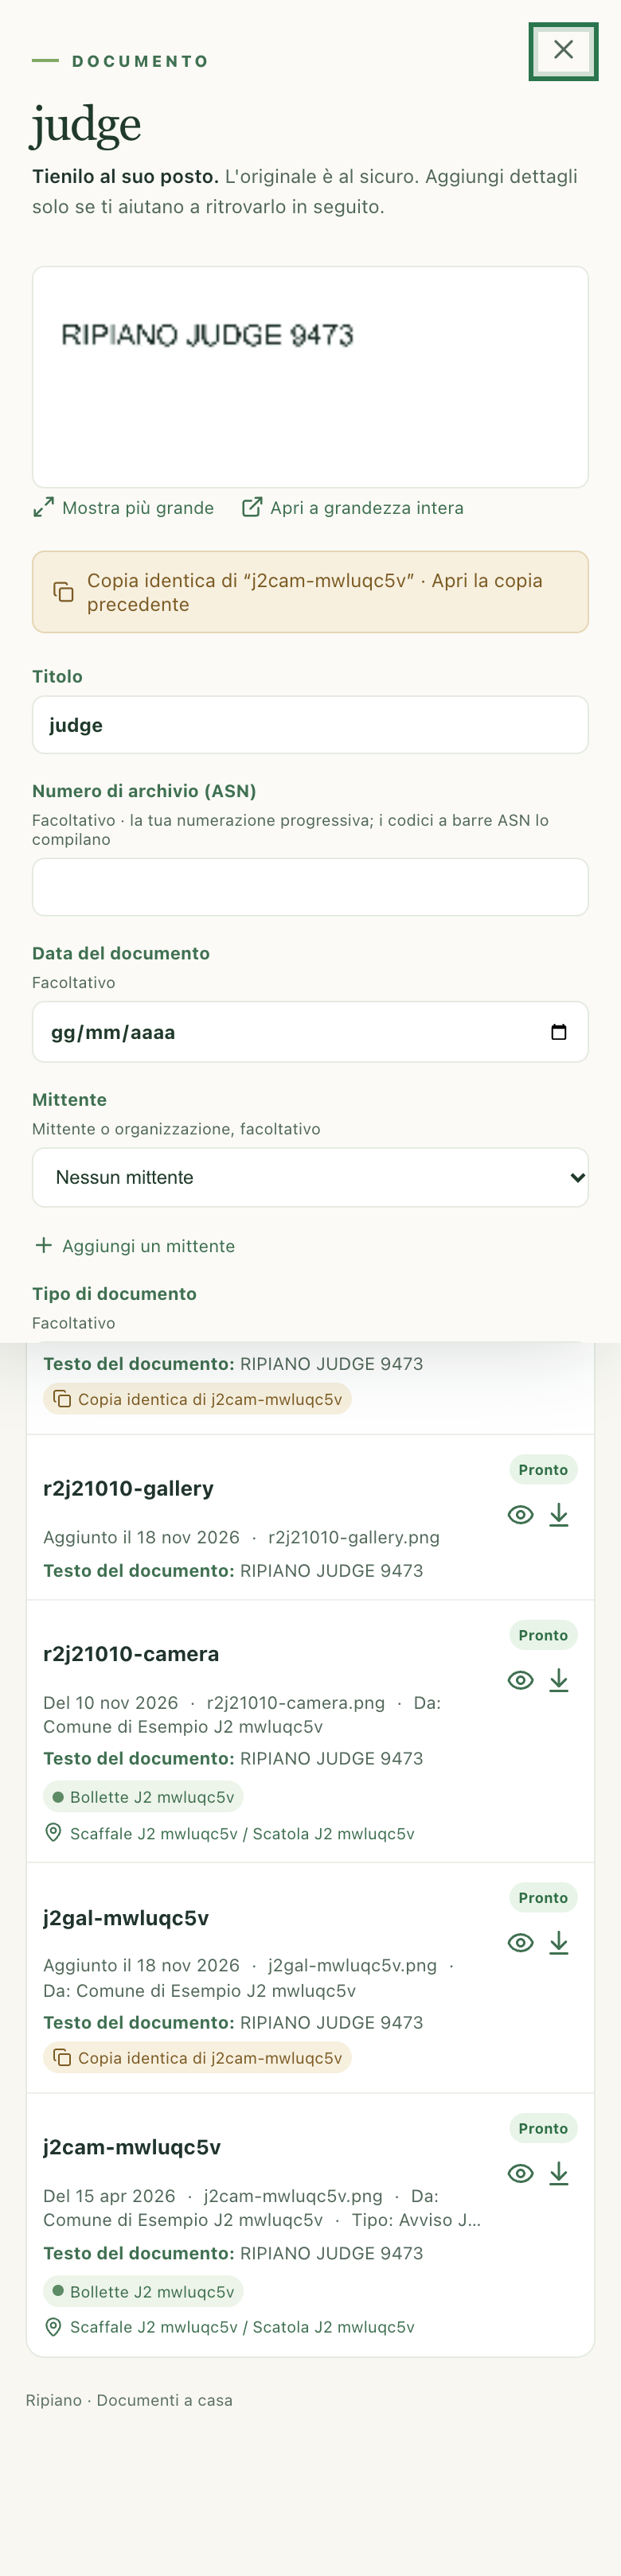 DOCUMENTO
judge
Tienilo al suo posto. L'originale è al sicuro. Aggiungi dettagli
solo se ti aiutano a ritrovarlo in seguito.
RIPIANO JUDGE 9473
Mostra più grande Apri a grandezza intera
Copia identica di “j2cam-mwluqc5v” · Apri la copia
precedente
Titolo
judge
Numero di archivio (ASN)
Facoltativo · la tua numerazione progressiva; i codici a barre ASN lo
compilano
Data del documento
Facoltativo
gg/mm/aaaa
Mittente
Mittente o organizzazione, facoltativo
Nessun mittente
Aggiungi un mittente
Tipo di documento
Facoltativo
Testo del documento: RIPIANO JUDGE 9473
Copia identica di j2cam-mwluqc5v
Pronto
r2j21010-gallery
Aggiunto il 18 nov 2026 · r2j21010-gallery.png
Testo del documento: RIPIANO JUDGE 9473
Pronto
r2j21010-camera
Del 10 nov 2026 · r2j21010-camera.png · Da:
Comune di Esempio J2 mwluqc5v
Testo del documento: RIPIANO JUDGE 9473
Bollette J2 mwluqc5v
Scaffale J2 mwluqc5v / Scatola J2 mwluqc5v
Pronto
j2gal-mwluqc5v
Aggiunto il 18 nov 2026 · j2gal-mwluqc5v.png ·
Da: Comune di Esempio J2 mwluqc5v
Testo del documento: RIPIANO JUDGE 9473
Copia identica di j2cam-mwluqc5v
Pronto
j2cam-mwluqc5v
Del 15 apr 2026 · j2cam-mwluqc5v.png · Da:
Comune di Esempio J2 mwluqc5v · Tipo: Avviso J…
Testo del documento: RIPIANO JUDGE 9473
Bollette J2 mwluqc5v
Scaffale J2 mwluqc5v / Scatola J2 mwluqc5v
Ripiano · Documenti a casa